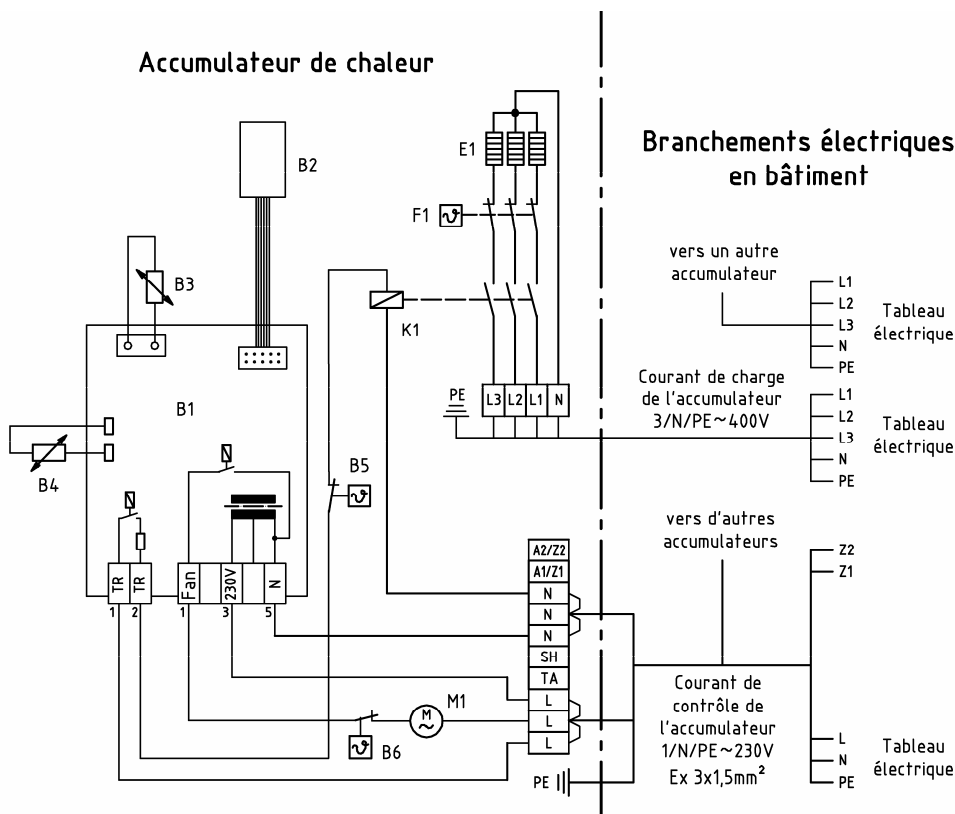 Accumulateur de chaleur
Branchements électriques
en bâtiment
E1
B2
F1
B3
K1
B1
B4
B5
PE
L3
L2
L1
N
vers un autre
accumulateur
L1
L2
L3
N
PE
Tableau
électrique
Courant de charge
de l'accumulateur
3/N/PE~400V
L1
L2
L3
N
PE
Tableau
électrique
vers d'autres
accumulateurs
Z2
Z1
TR
TR
Fan
230V
N
1
2
1
3
5
A2/Z2
A1/Z1
N
N
N
SH
TA
L
L
L
PE
M1
M
~
B6
Courant de
contrôle de
l'accumulateur
1/N/PE~230V
Ex 3x1,5mm²
L
N
PE
Tableau
électrique